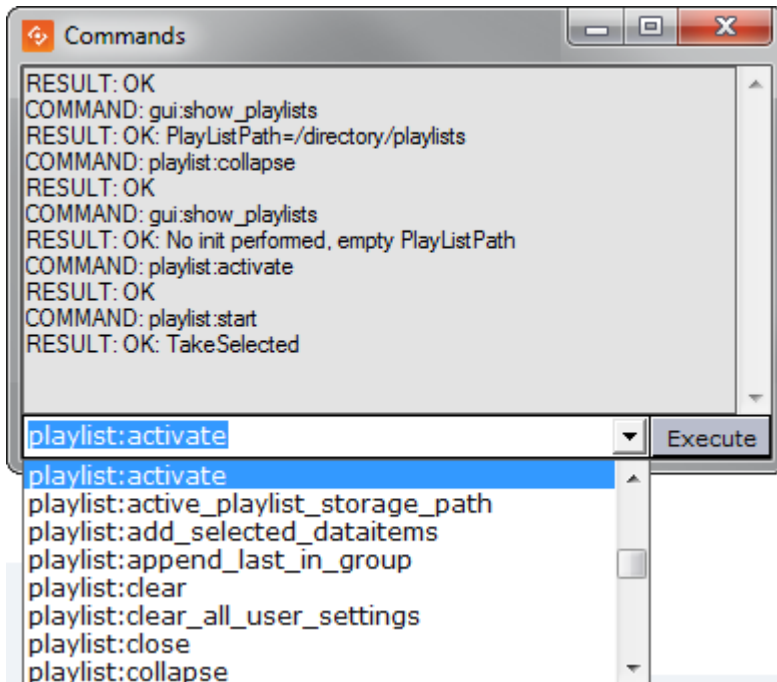 Commands
RESULT: OK
COMMAND: gui:show_playlists
RESULT: OK: PlayListPath=/directory/playlists
COMMAND: playlist:collapse
RESULT: OK
COMMAND: gui:show_playlists
RESULT: OK: No init performed, empty PlayListPath
COMMAND: playlist:activate
RESULT: OK
COMMAND: playlist:start
RESULT: OK: TakeSelected
playlist:activate Execute
playlist:activate
playlist:active_playlist_storage_path
playlist:add_selected_dataitems
playlist:append_last_in_group
playlist:clear
playlist:clear_all_user_settings
playlist:close
playlist:collapse